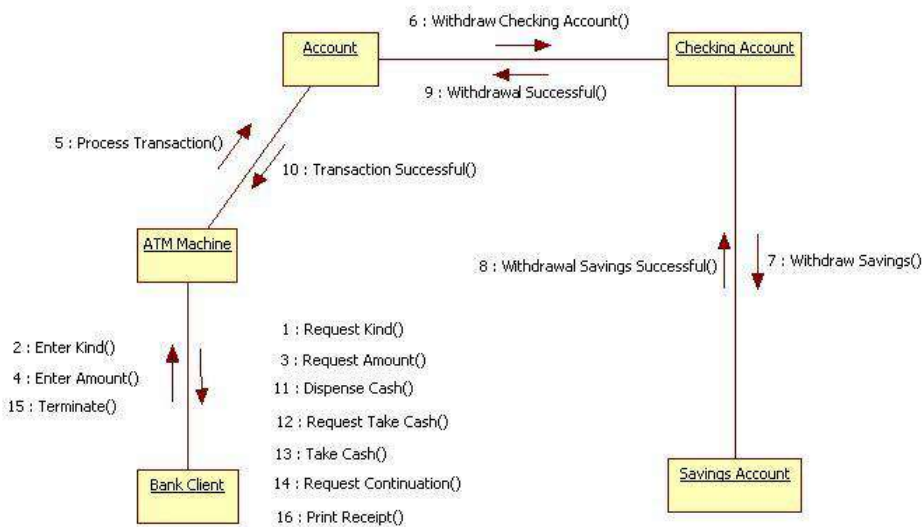 6 : Withdraw Checking Account()
Account
Checking Account
9 : Withdrawal Successful()
5 : Process Transaction()
10 : Transaction Successful()
ATM Machine
8 : Withdrawal Savings Successful()
7 : Withdraw Savings()
2 : Enter Kind()
4 : Enter Amount()
15 : Terminate()
1 : Request Kind()
3 : Request Amount()
11 : Dispense Cash()
12 : Request Take Cash()
13 : Take Cash()
14 : Request Continuation()
16 : Print Receipt()
Bank Client
Savings Account